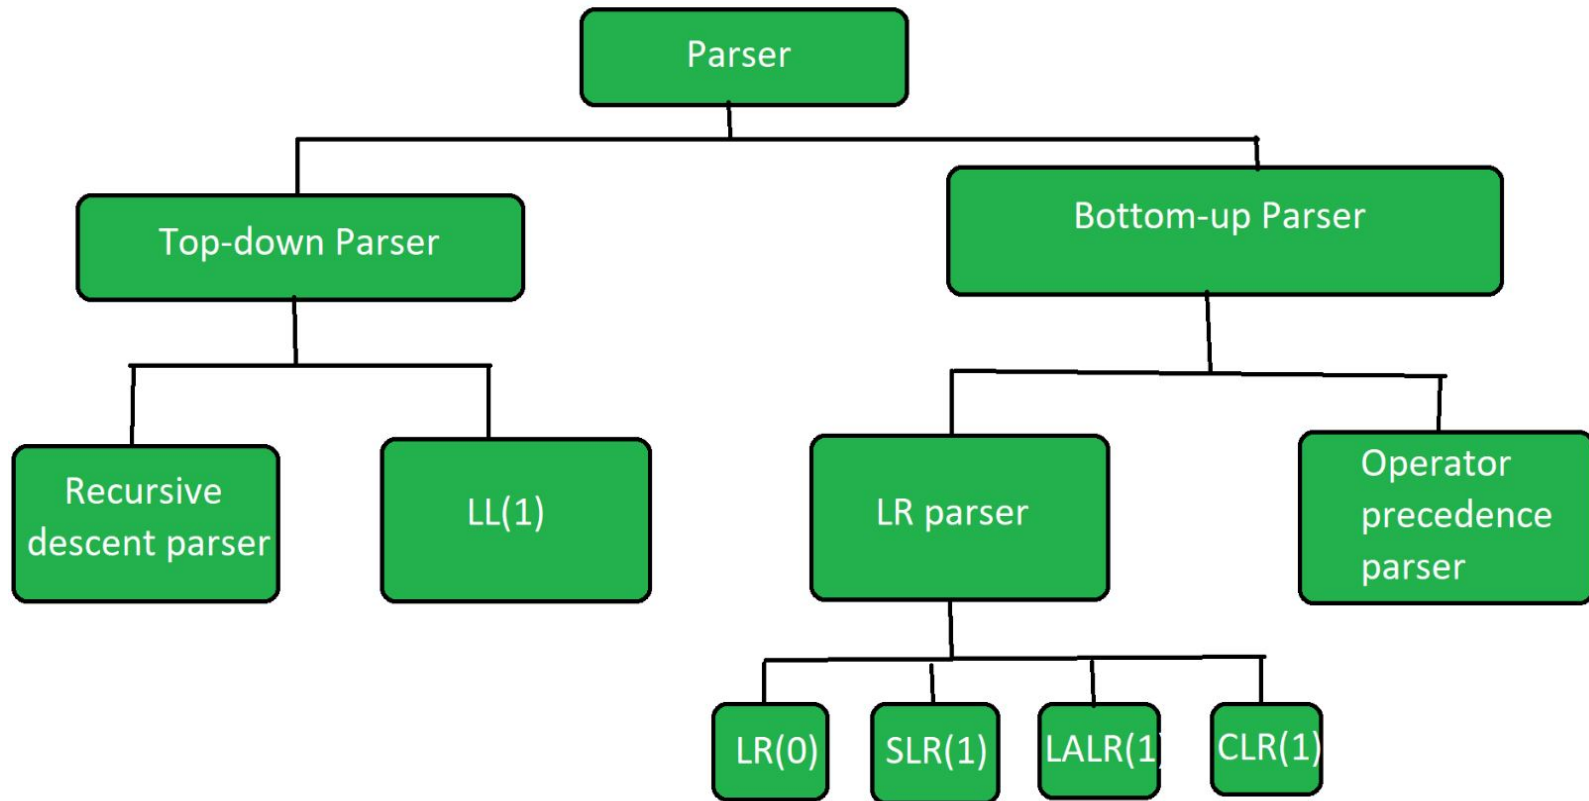 Parser
Top-down Parser
Bottom-up Parser
Recursive
descent parser
LL(1)
LR parser
Operator
precedence
parser
LR(0)
SLR(1)
LALR(1)
CLR(1)